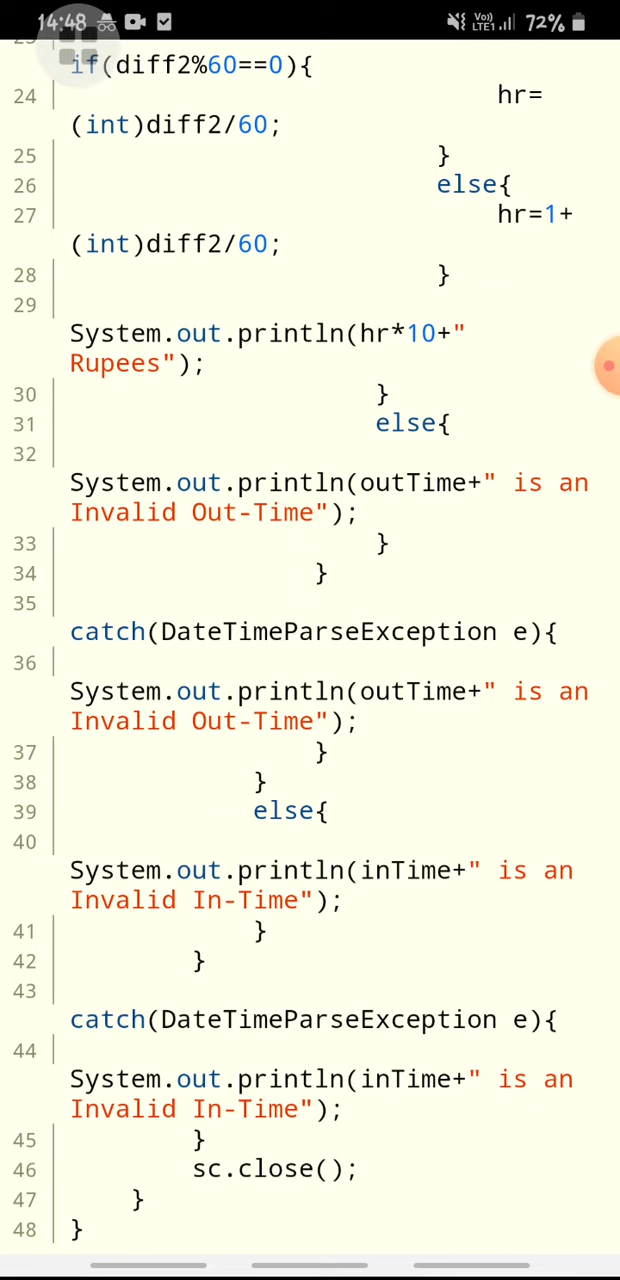 14:48 Vo)) LTE1 72%
23
if(diff2%60==0){
24 hr=
(int)diff2/60;
25 }
26 else{
27 hr=1+
(int)diff2/60;
28 }
29
System.out.println(hr*10+"
Rupees");
30 }
31 else{
32
System.out.println(outTime+" is an
Invalid Out-Time");
33 }
34 }
35
catch(DateTimeParseException e){
36
System.out.println(outTime+" is an
Invalid Out-Time");
37 }
38 }
39 else{
40
System.out.println(inTime+" is an
Invalid In-Time");
41 }
42 }
43
catch(DateTimeParseException e){
44
System.out.println(inTime+" is an
Invalid In-Time");
45 }
46 sc.close();
47 }
48 }